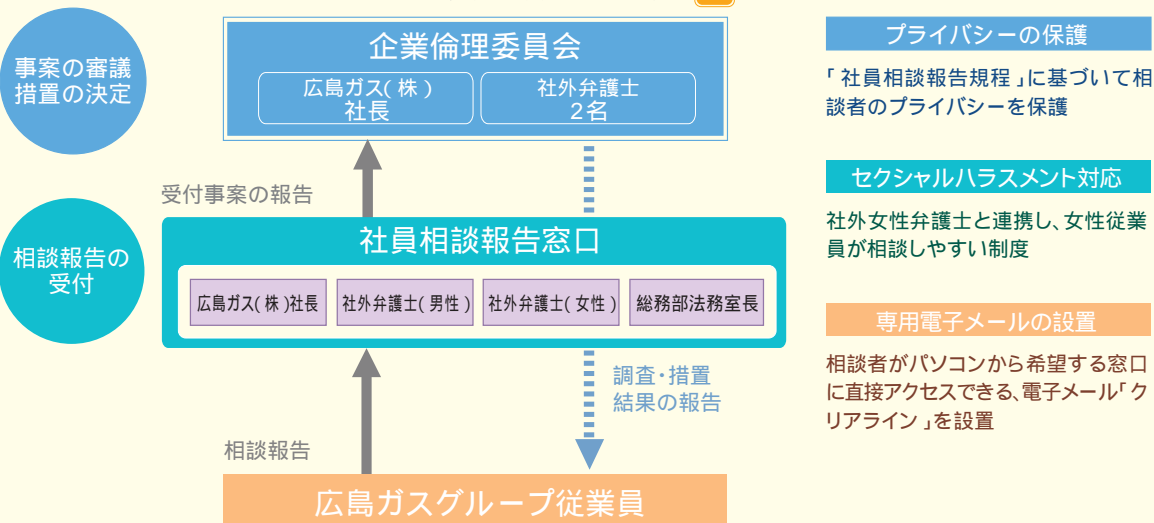 事案の審議
措置の決定
企業倫理委員会
広島ガス(株)
社長
社外弁護士
2名
受付事案の報告
相談報告の
受付
社員相談報告窓口
広島ガス(株)社長
社外弁護士(男性)
社外弁護士(女性)
総務部法務室長
調査・措置
結果の報告
相談報告
広島ガスグループ従業員
プライバシーの保護
「社員相談報告規程」に基づいて相
談者のプライバシーを保護
セクシャルハラスメント対応
社外女性弁護士と連携し、女性従業
員が相談しやすい制度
専用電子メールの設置
相談者がパソコンから希望する窓口
に直接アクセスできる、電子メール「ク
リアライン」を設置